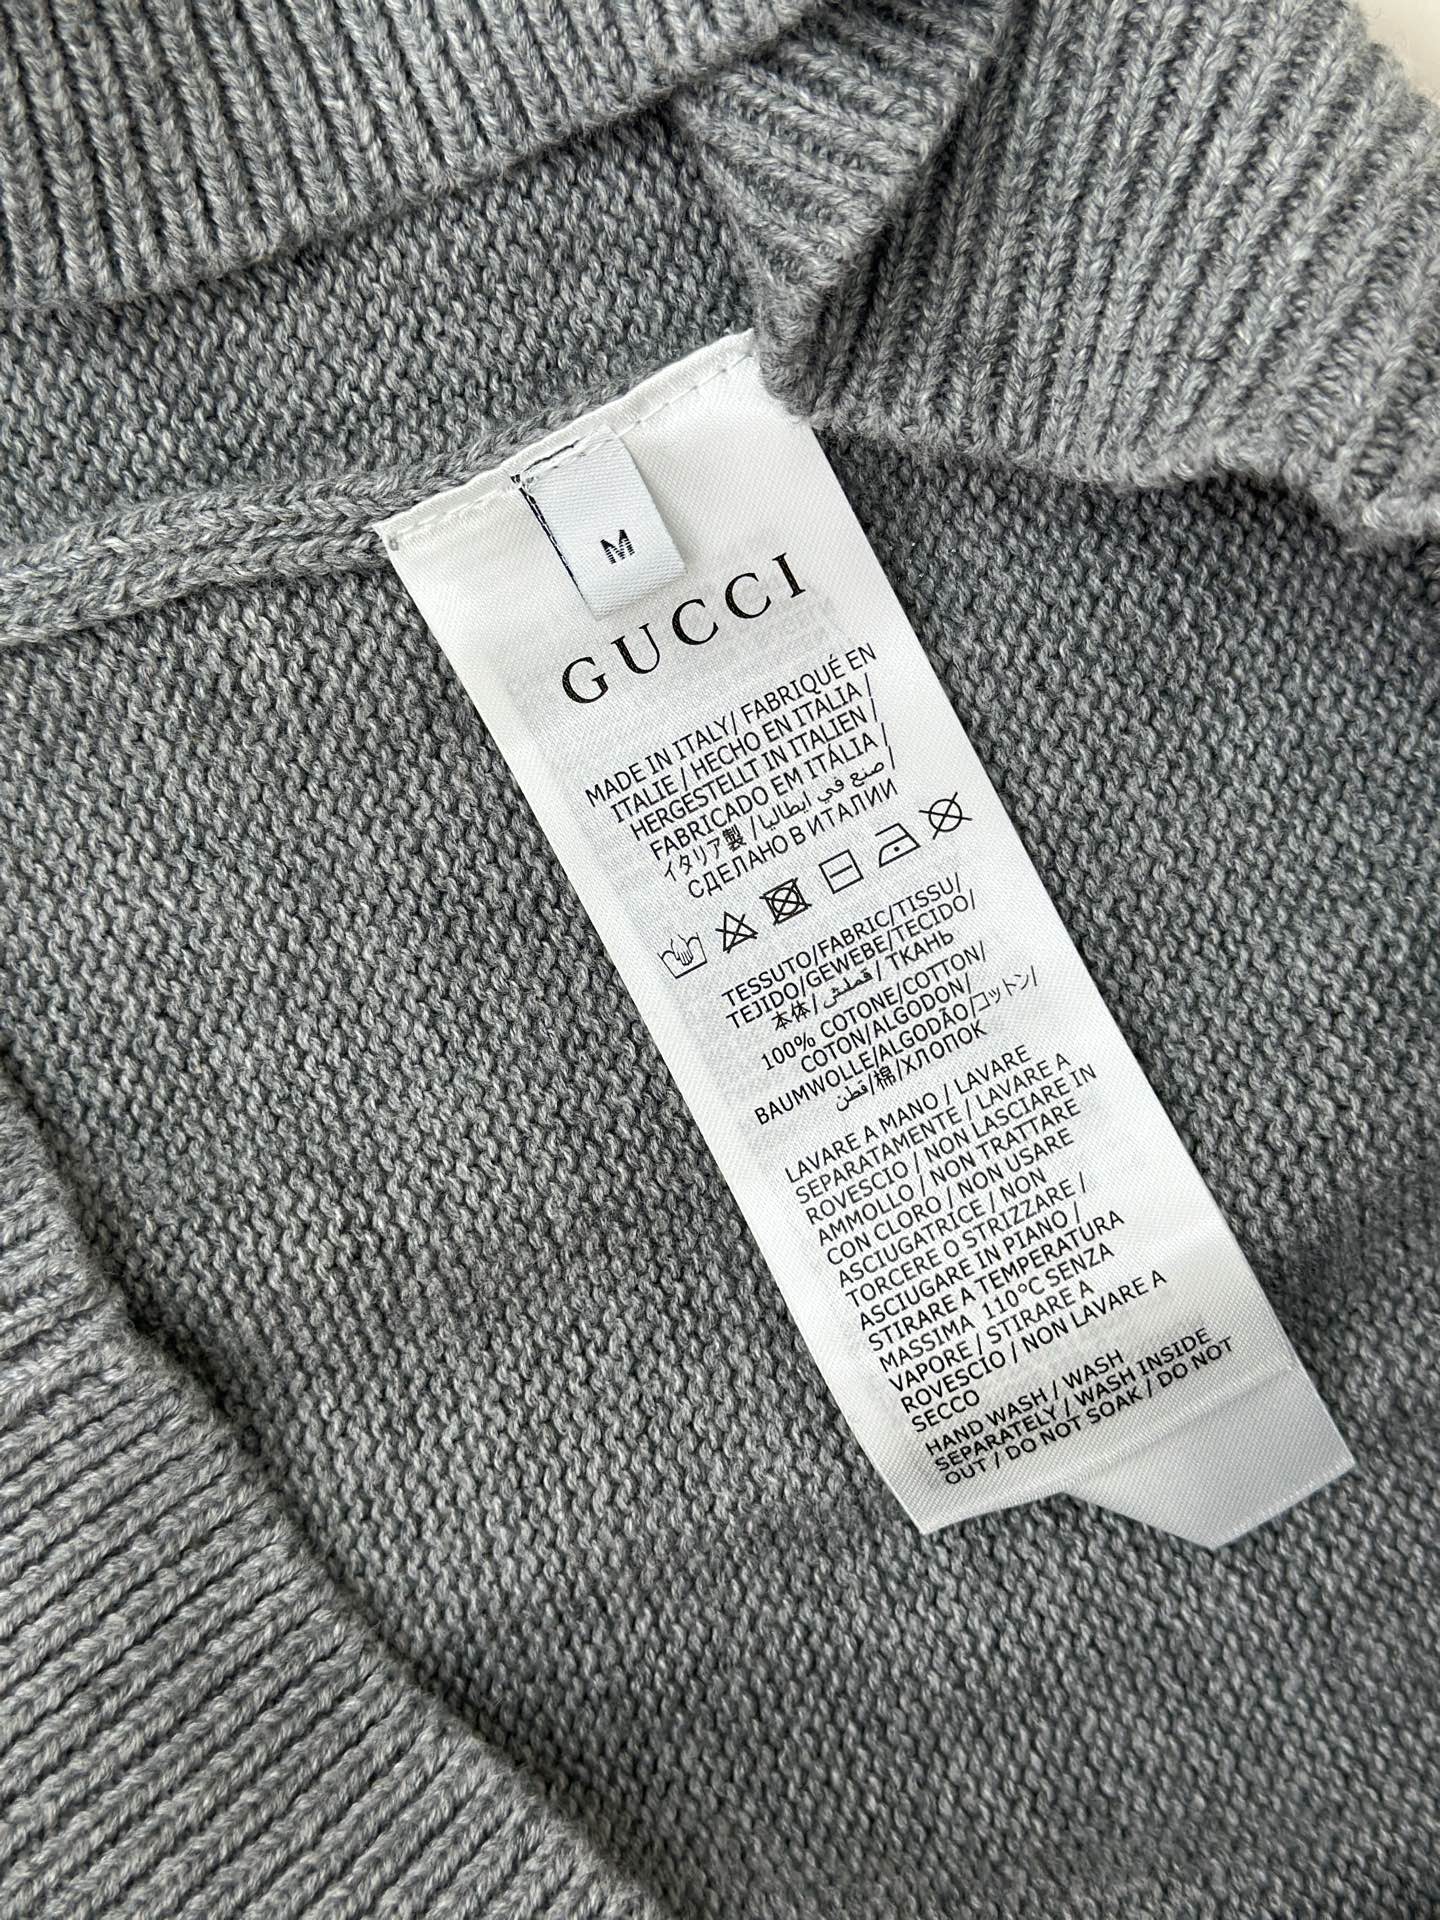 M
GUCCI
MADE IN ITALY/ FABRIQUÉ EN
ITALIE / HECHO EN ITALIA /
HERGESTELLT IN ITALIEN /
FABRICADO EM ITÁLIA /
イタリア製 / صنع في ايطاليا /
СДЕЛАНО В ИТАЛИИ
TESSUTO/FABRIC/TISSU/
TEJIDO/GEWEBE/TECIDO/
本体/ قملش / ТКАНЬ
100% COTONE/COTTON/
COTON/ALGODON/
BAUMWOLLE/ALGODÃO/コットン/
قطن/棉/ХЛОПОК
LAVARE A MANO / LAVARE
SEPARATAMENTE / LAVARE A
ROVESCIO / NON LASCIARE IN
AMMOLLO / NON TRATTARE
CON CLORO / NON USARE
ASCIUGATRICE / NON
TORCERE O STRIZZARE /
ASCIUGARE IN PIANO /
STIRARE A TEMPERATURA
MASSIMA 110°C SENZA
VAPORE / STIRARE A
ROVESCIO / NON LAVARE A
SECCO
HAND WASH / WASH
SEPARATELY / WASH INSIDE
OUT / DO NOT SOAK / DO NOT